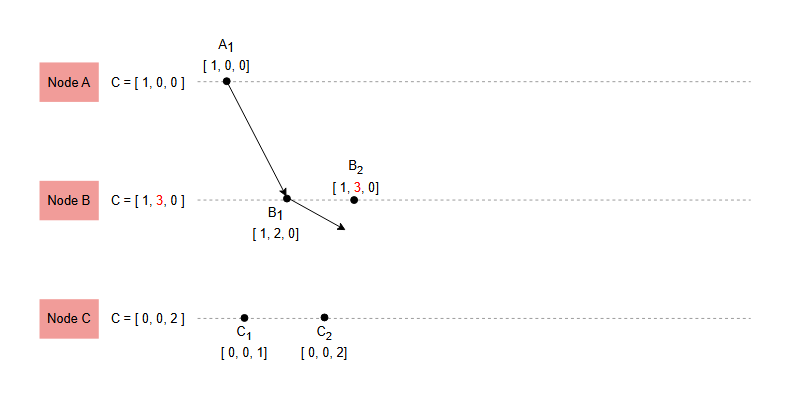 A1
[ 1, 0, 0]
Node A
C = [ 1, 0, 0 ]
B2
[ 1, 3, 0]
Node B
C = [ 1, 3, 0 ]
B1
[ 1, 2, 0]
Node C
C = [ 0, 0, 2 ]
C1
C2
[ 0, 0, 1]
[ 0, 0, 2]